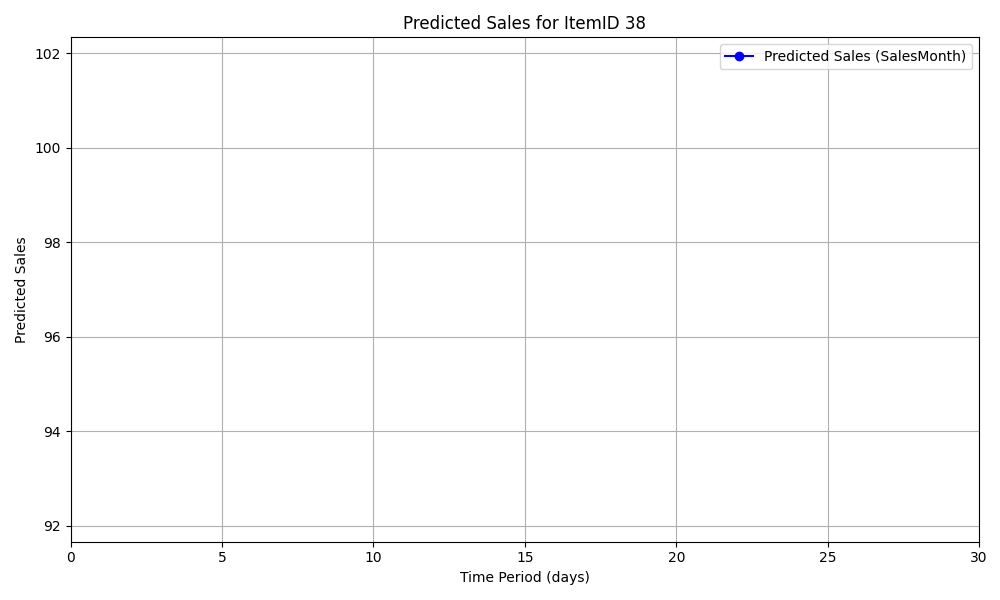 Predicted Sales for ItemID 38
Predicted Sales (SalesMonth)
102
100
98
96
94
92
Predicted Sales
0 5 10 15 20 25 30
Time Period (days)